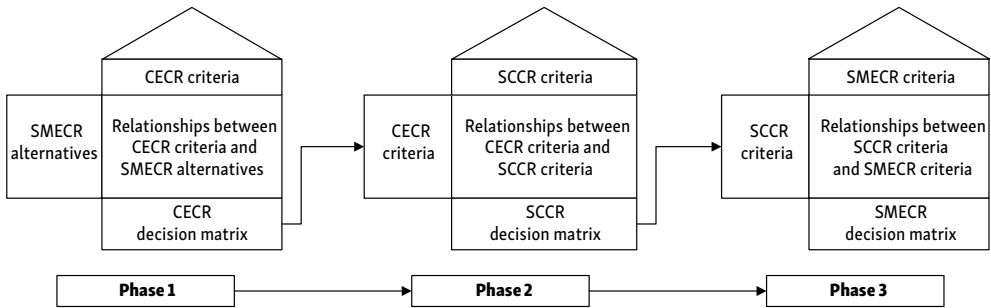 CECR criteria
SMECR
alternatives
Relationships between
CECR criteria and
SMECR alternatives
CECR
decision matrix
SCCR criteria
CECR
criteria
Relationships between
CECR criteria and
SCCR criteria
SCCR
decision matrix
SMECR criteria
SCCR
criteria
Relationships between
SCCR criteria
and SMECR criteria
SMECR
decision matrix
Phase 1
Phase 2
Phase 3